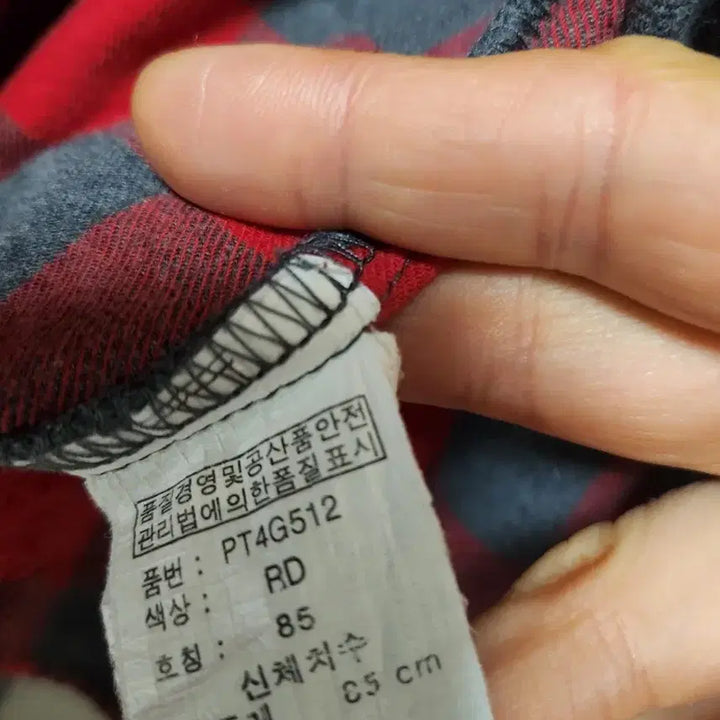 품질경영및공산품안전
관리법에의한품질표시
품번 : PT4G512
색상 : RD
호칭 : 85
신체치수
85 cm